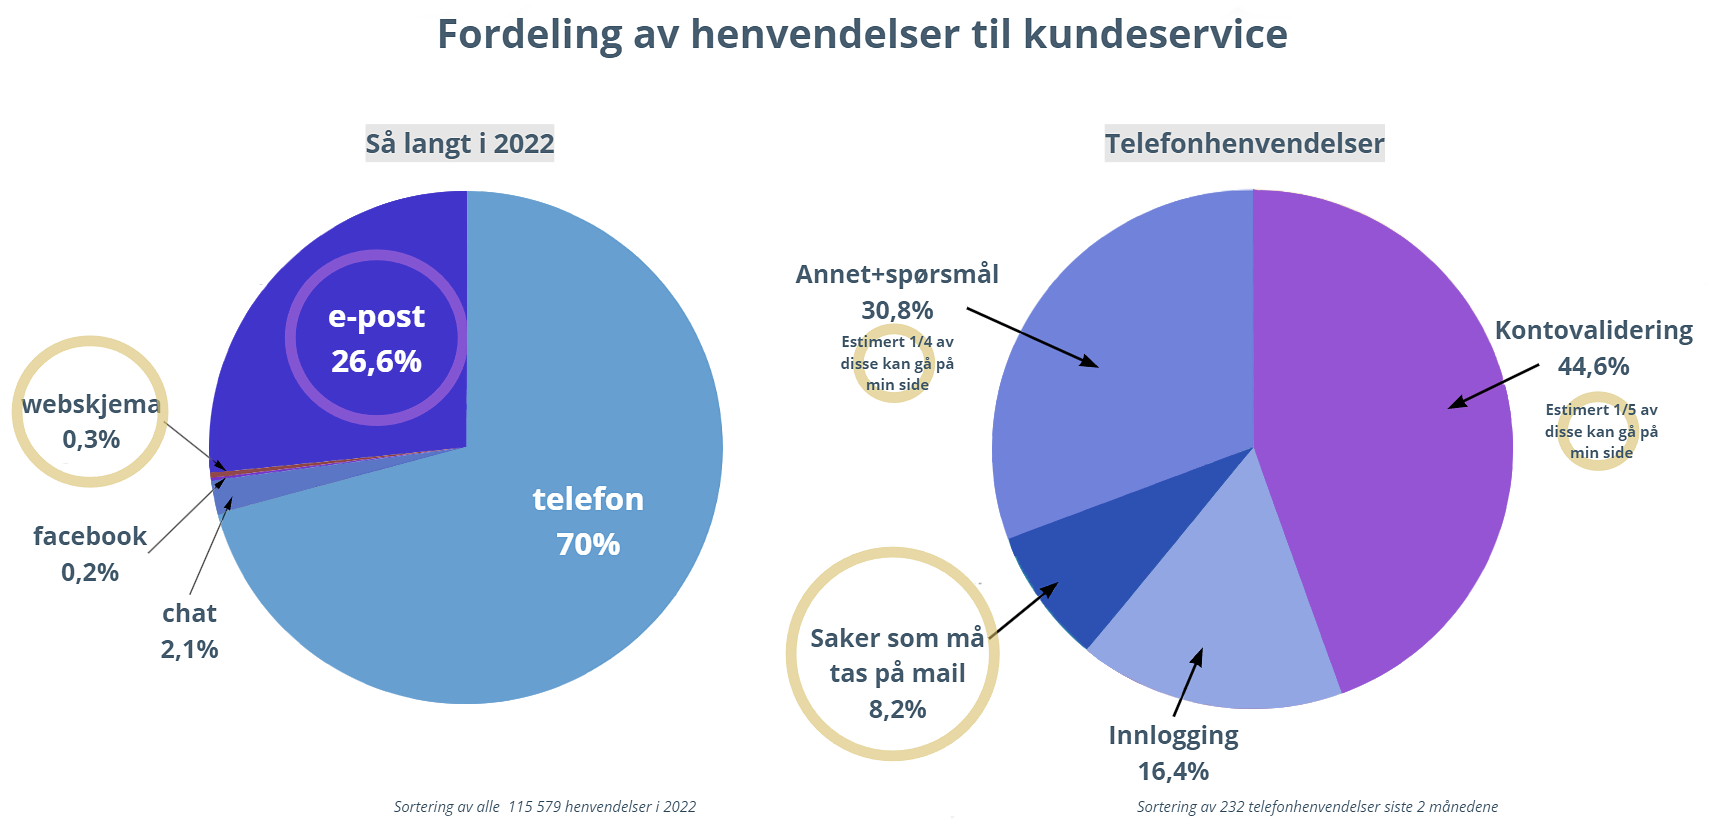 Fordeling av henvendelser til kundeservice
Så langt i 2022
e-post
26,6%
webskjema
0,3%
facebook
0,2%
chat
2,1%
telefon
70%
Sortering av alle  115 579 henvendelser i 2022
Telefonhenvendelser
Annet+spørsmål
30,8%
Estimert 1/4 av
disse kan gå på
min side
Kontovalidering
44,6%
Estimert 1/5 av
disse kan gå på
min side
Saker som må
tas på mail
8,2%
Innlogging
16,4%
Sortering av 232 telefonhenvendelser siste 2 månedene